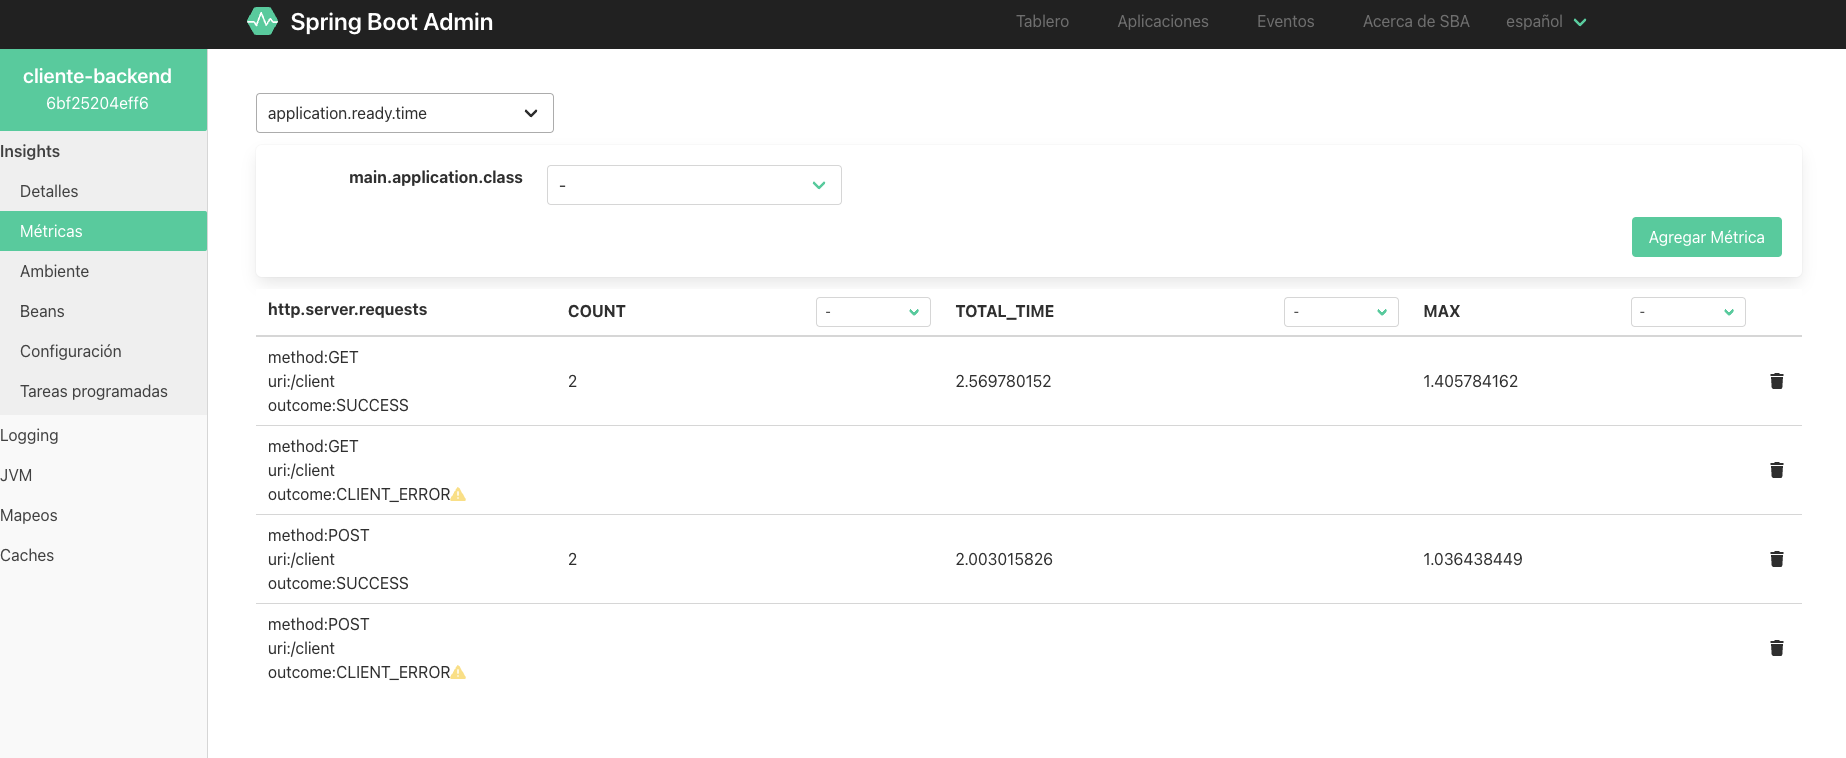 Spring Boot Admin
Tablero
Aplicaciones
Eventos
Acerca de SBA
español
cliente-backend
6bf25204eff6
Insights
Detalles
Métricas
Ambiente
Beans
Configuración
Tareas programadas
Logging
JVM
Mapeos
Caches
application.ready.time
main.application.class
-
Agregar Métrica
http.server.requests COUNT - TOTAL_TIME - MAX -
method:GET
uri:/client 2 2.569780152 1.405784162
outcome:SUCCESS
method:GET
uri:/client
outcome:CLIENT_ERROR
method:POST
uri:/client 2 2.003015826 1.036438449
outcome:SUCCESS
method:POST
uri:/client
outcome:CLIENT_ERROR